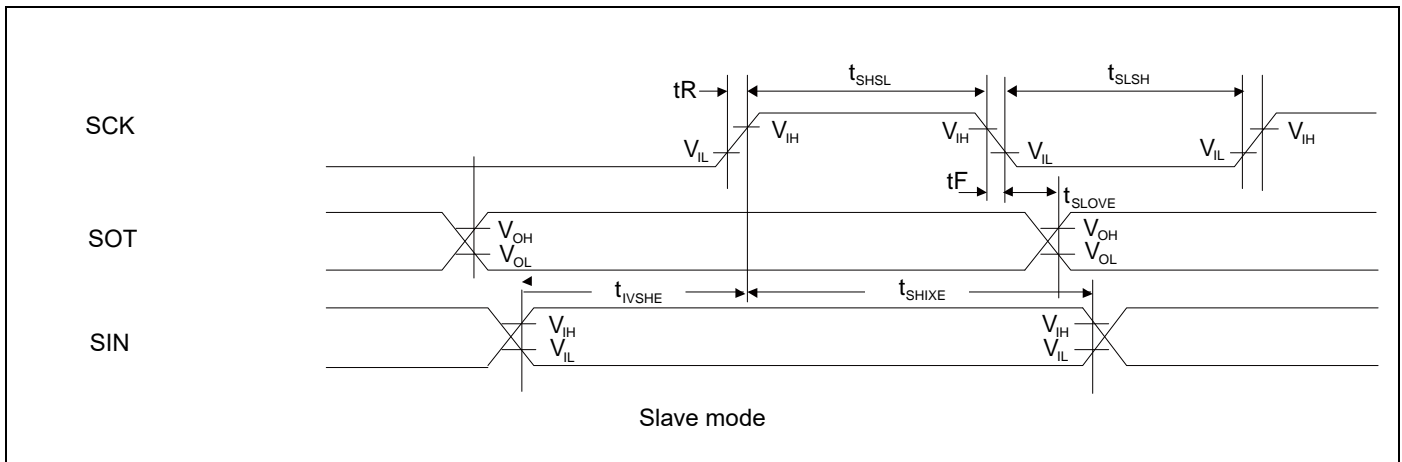 tR
tSHSL
tSLSH
SCK
VIH
VIH
VIH
VIL
VIL
VIL
tF
tSLOVE
SOT
VOH
VOH
VOL
VOL
tIVSHE
tSHIXE
SIN
VIH
VIH
VIL
VIL
Slave mode